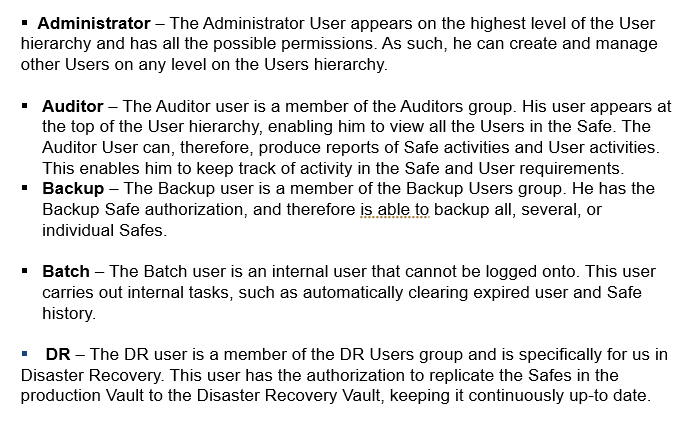 ▪ Administrator – The Administrator User appears on the highest level of the User
hierarchy and has all the possible permissions. As such, he can create and manage
other Users on any level on the Users hierarchy.
▪ Auditor – The Auditor user is a member of the Auditors group. His user appears at
the top of the User hierarchy, enabling him to view all the Users in the Safe. The
Auditor User can, therefore, produce reports of Safe activities and User activities.
This enables him to keep track of activity in the Safe and User requirements.
▪ Backup – The Backup user is a member of the Backup Users group. He has the
Backup Safe authorization, and therefore is able to backup all, several, or
individual Safes.
▪ Batch – The Batch user is an internal user that cannot be logged onto. This user
carries out internal tasks, such as automatically clearing expired user and Safe
history.
▪ DR – The DR user is a member of the DR Users group and is specifically for us in
Disaster Recovery. This user has the authorization to replicate the Safes in the
production Vault to the Disaster Recovery Vault, keeping it continuously up-to date.